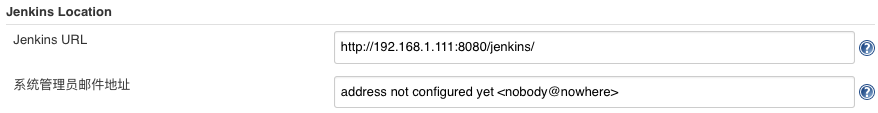 Jenkins Location
Jenkins URL
http://192.168.1.111:8080/jenkins/
系统管理员邮件地址
address not configured yet <nobody@nowhere>